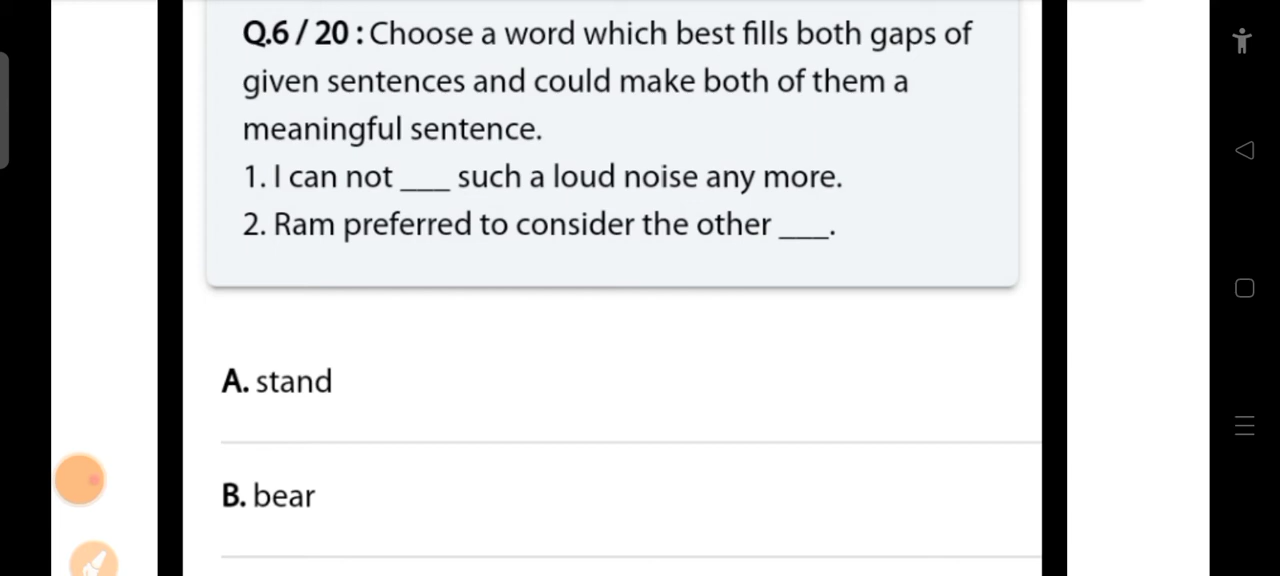 Q.6 / 20 : Choose a word which best fills both gaps of
given sentences and could make both of them a
meaningful sentence.
1. I can not ___ such a loud noise any more.
2. Ram preferred to consider the other ___.
A. stand
B. bear